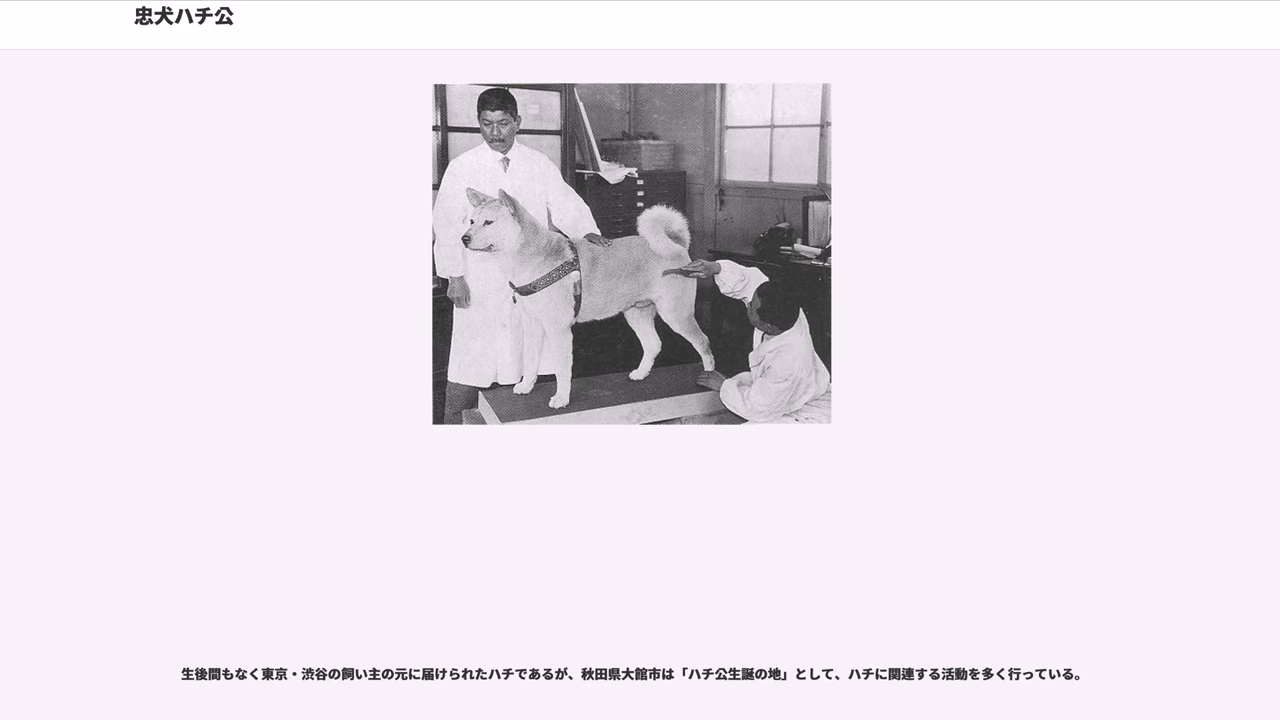 忠犬ハチ公
生後間もなく東京・渋谷の飼い主の元に届けられたハチであるが、秋田県大館市は「ハチ公生誕の地」として、ハチに関連する活動を多く行っている。